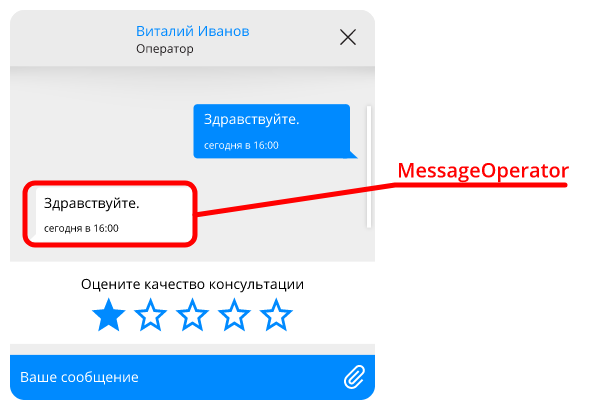 Виталий Иванов
Оператор
Здравствуйте.
сегодня в 16:00
MessageOperator
Здравствуйте.
сегодня в 16:00
Оцените качество консультации
Ваше сообщение